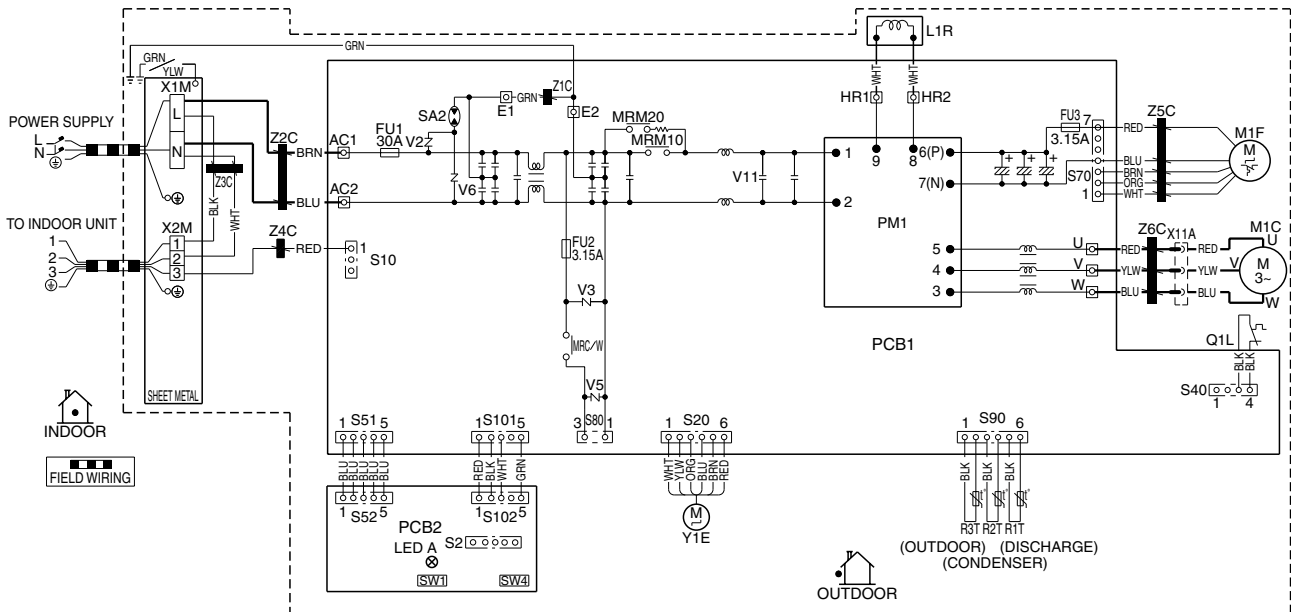 GRN
L1R
GRN
YLW
X1M
WHT
WHT
L
SA2
E1
GRN
Z1C
E2
HR1
HR2
POWER SUPPLY
L
N
MRM20
MRM10
FU1
30A
V2
FU3
3.15A
7
RED
Z5C
M1F
M
Z2C
BRN
AC1
1
9
8
6(P)
N
Z3C
BLU
BRN
ORG
WHT
S70
1
V6
V11
7(N)
BLU
AC2
2
PM1
BLK
WHT
TO INDOOR UNIT
1
2
3
X2M
1
2
3
Z4C
RED
1
S10
FU2
3.15A
5
4
3
U
V
W
RED
YLW
BLU
Z6C
X11A
RED
YLW
BLU
M1C
U
V
W
M
3~
V3
MRC/W
PCB1
Q1L
BLK
BLK
S40
1
4
V5
SHEET METAL
INDOOR
FIELD WIRING
1 S51 5
1 S101 5
3 S80 1
1 S20 6
1 S90 6
BLU
BLU
BLU
BLU
BLU
RED
BLK
WHT
GRN
WHT
YLW
ORG
BLU
BRN
RED
BLK
BLK
BLK
1 S52 5
1 S102 5
PCB2
S2
LED A
SW1
SW4
M
Y1E
t°
t°
t°
R3T
R2T
R1T
(OUTDOOR)
(DISCHARGE)
(CONDENSER)
OUTDOOR